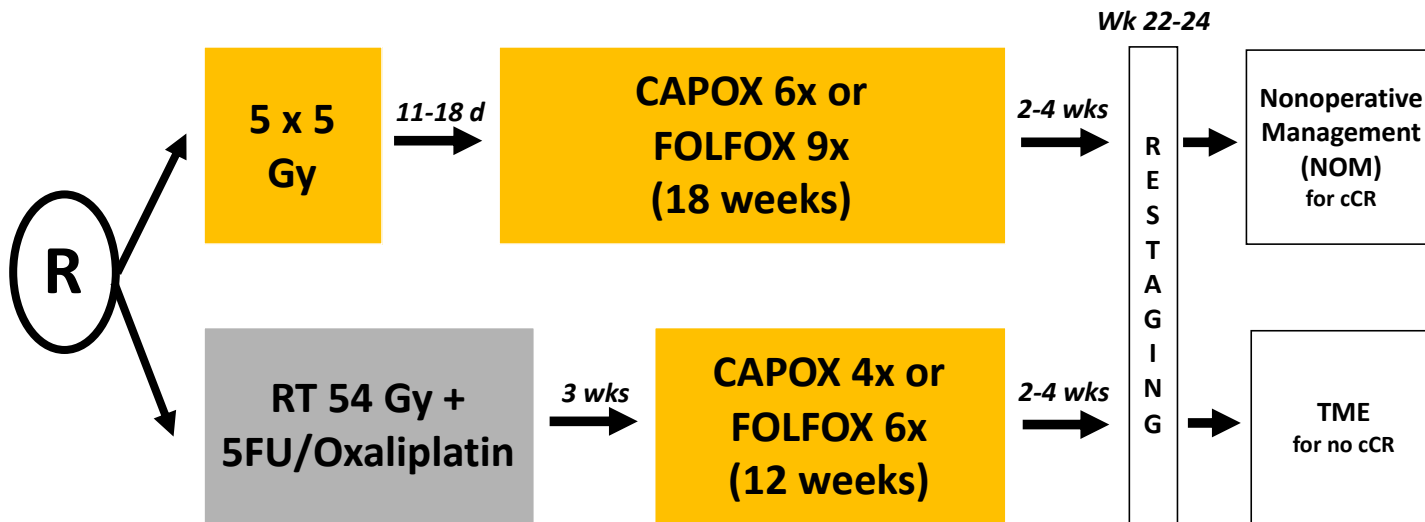 Wk 22-24
R
5 x 5
Gy
11-18 d
CAPOX 6x or
FOLFOX 9x
(18 weeks)
2-4 wks
RESTAGING
Nonoperative
Management
(NOM)
for cCR
RT 54 Gy +
5FU/Oxaliplatin
3 wks
CAPOX 4x or
FOLFOX 6x
(12 weeks)
2-4 wks
TME
for no cCR